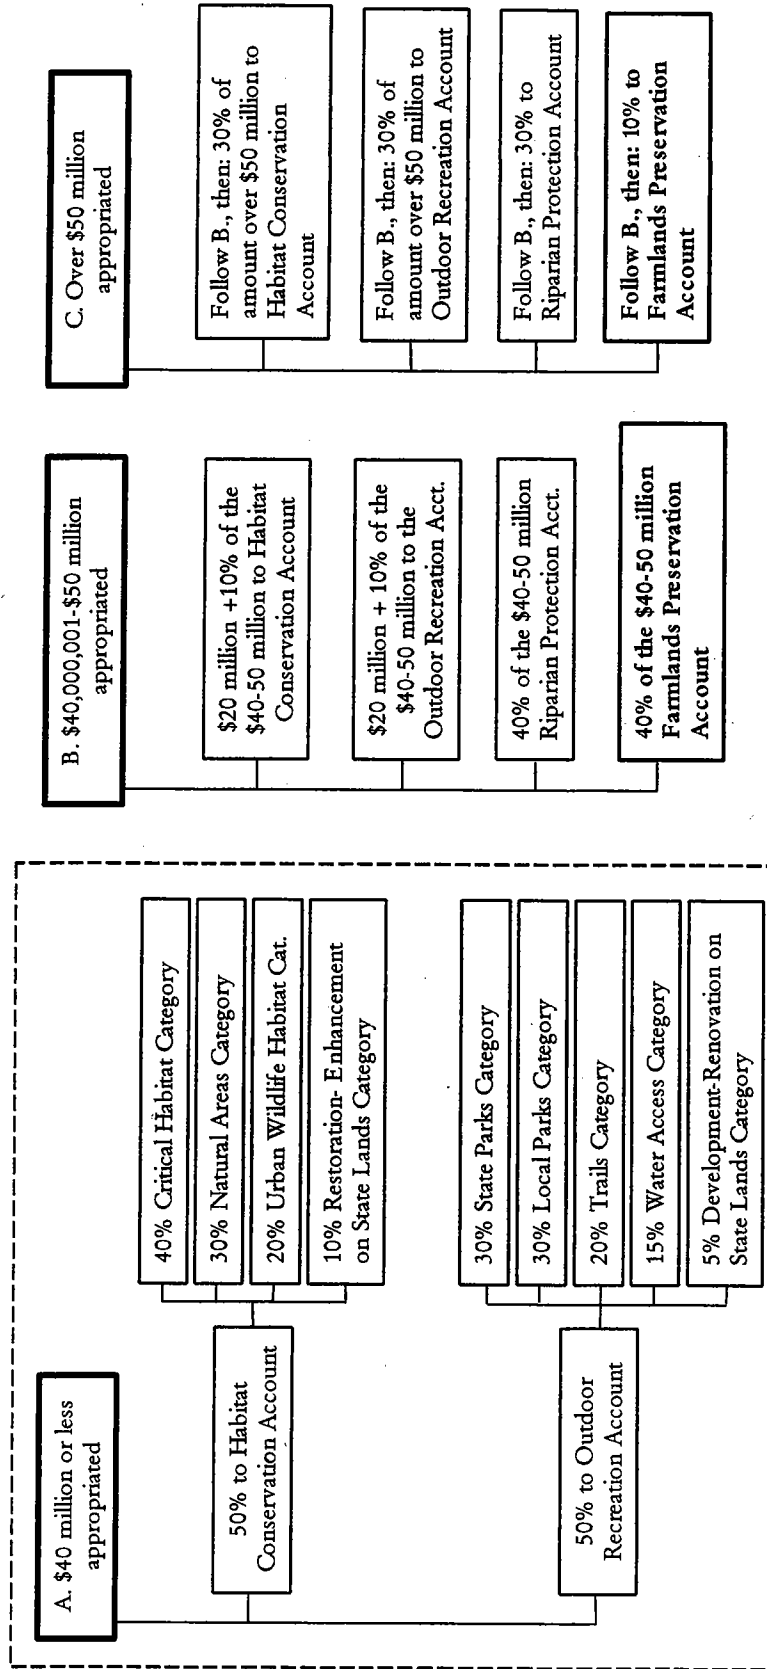 A. $40 million or less
appropriated
50% to Habitat
Conservation Account
40% Critical Habitat Category
30% Natural Areas Category
20% Urban Wildlife Habitat Cat.
10% Restoration- Enhancement
on State Lands Category
50% to Outdoor
Recreation Account
30% State Parks Category
30% Local Parks Category
20% Trails Category
15% Water Access Category
5% Development-Renovation on
State Lands Category
B. $40,000,001-$50 million
appropriated
$20 million +10% of the
$40-50 million to Habitat
Conservation Account
$20 million + 10% of the
$40-50 million to the
Outdoor Recreation Acct.
40% of the $40-50 million
Riparian Protection Acct.
40% of the $40-50 million
Farmlands Preservation
Account
C. Over $50 million
appropriated
Follow B., then: 30% of
amount over $50 million to
Habitat Conservation
Account
Follow B., then: 30% of
amount over $50 million to
Outdoor Recreation Account
Follow B., then: 30% to
Riparian Protection Account
Follow B., then: 10% to
Farmlands Preservation
Account